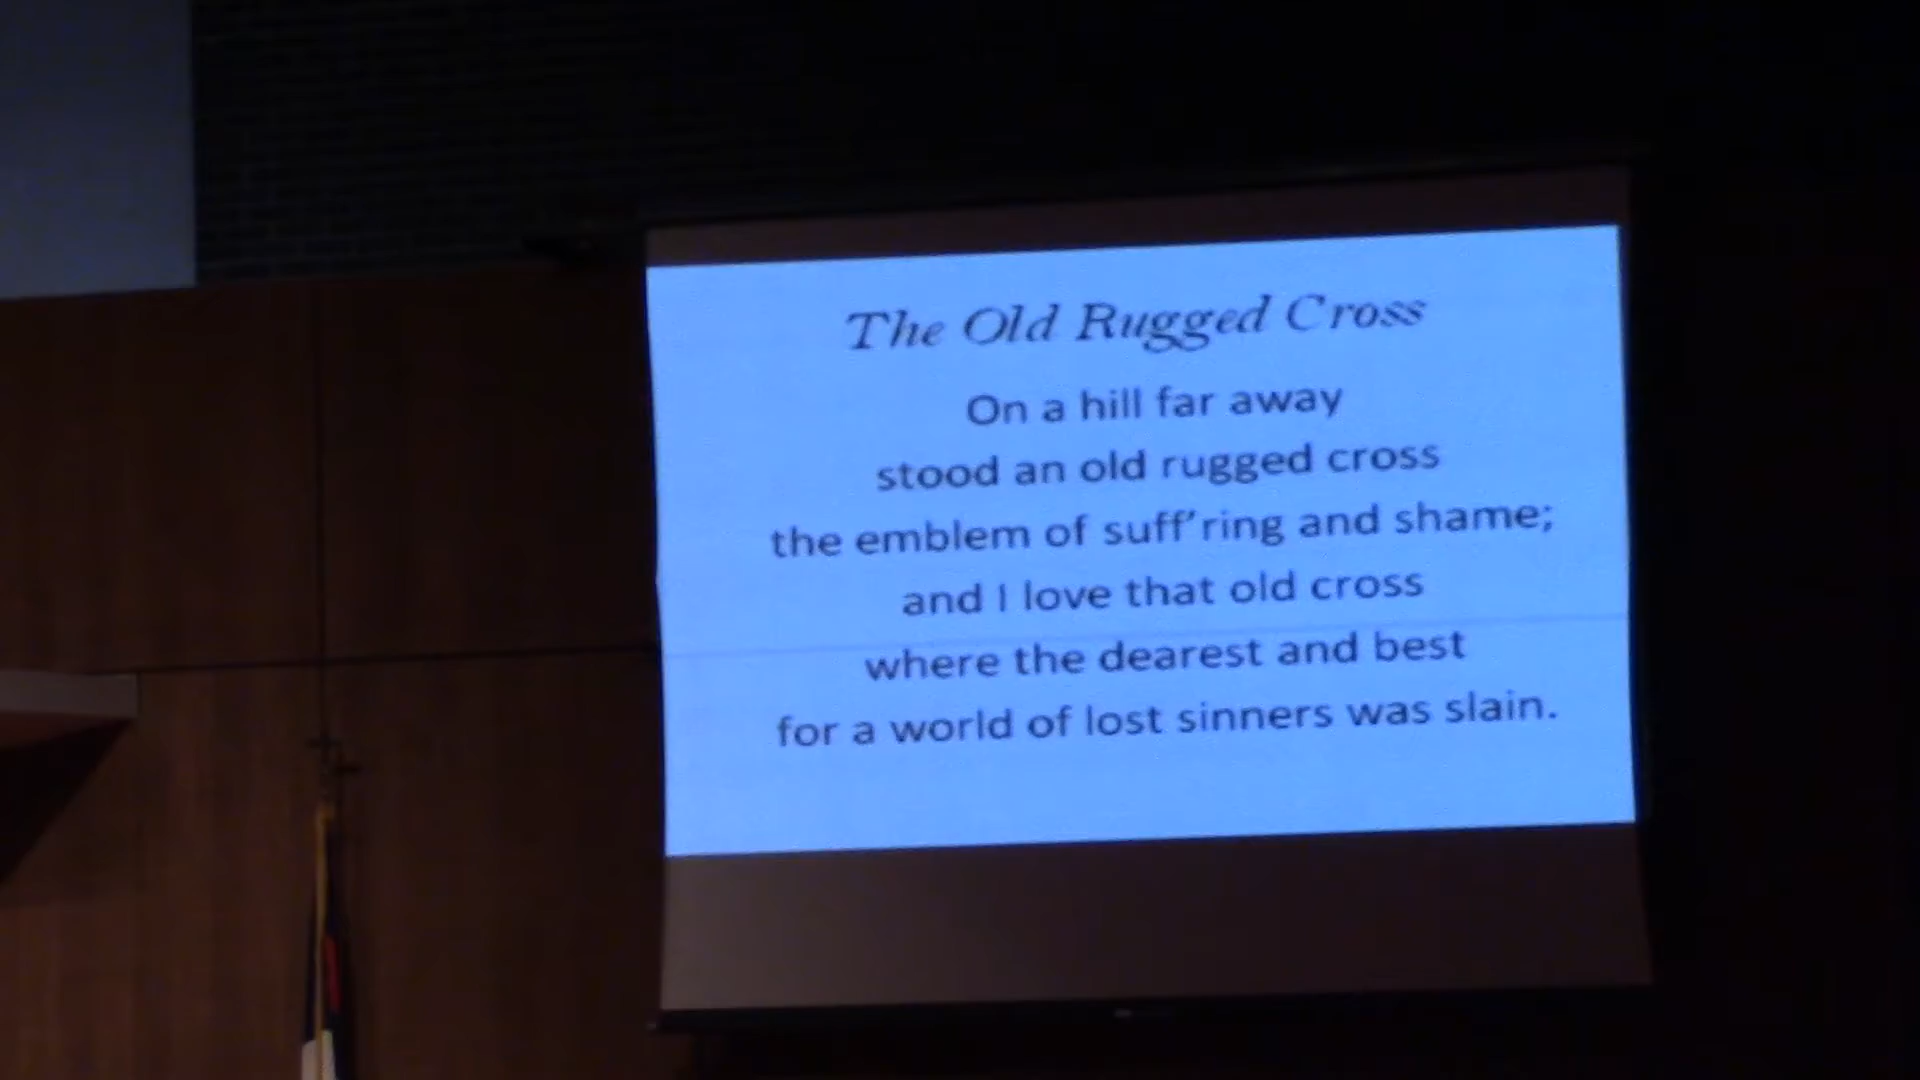 The Old Rugged Cross
On a hill far away
stood an old rugged cross
the emblem of suff’ring and shame;
and I love that old cross
where the dearest and best
for a world of lost sinners was slain.